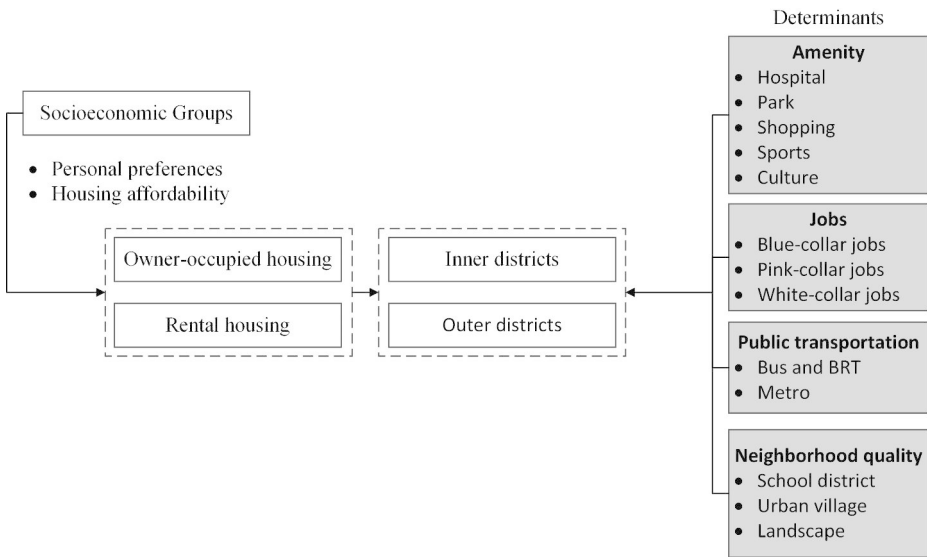 Socioeconomic Groups
• Personal preferences
• Housing affordability
Owner-occupied housing
Rental housing
Inner districts
Outer districts
Determinants
Amenity
• Hospital
• Park
• Shopping
• Sports
• Culture
Jobs
• Blue-collar jobs
• Pink-collar jobs
• White-collar jobs
Public transportation
• Bus and BRT
• Metro
Neighborhood quality
• School district
• Urban village
• Landscape